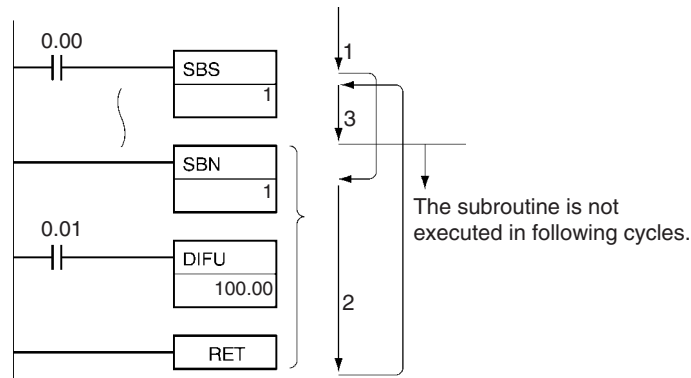 0.00
SBS
1
1
3
SBN
1
The subroutine is not
executed in following cycles.
0.01
DIFU
100.00
2
RET